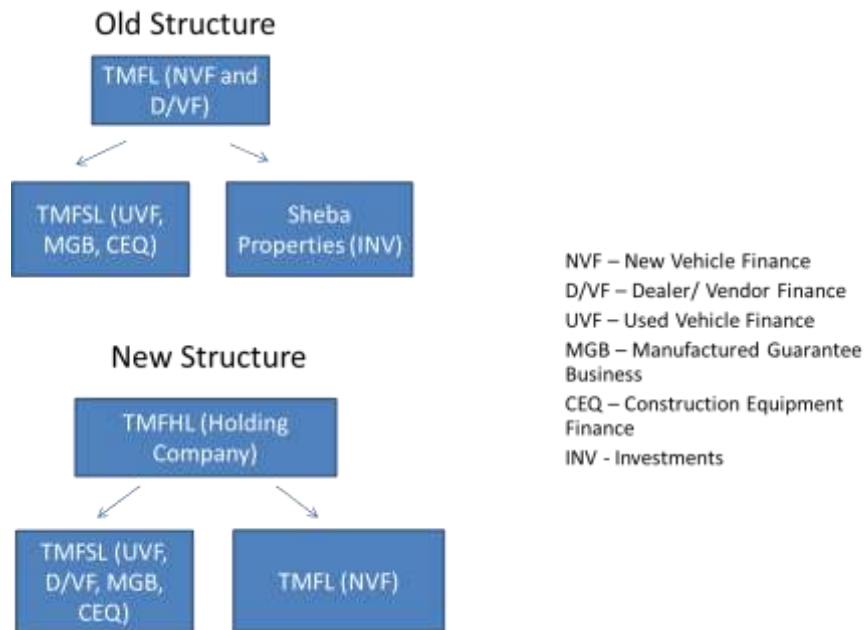 Old Structure
TMFL (NVF and
D/VF)
TMFSL (UVF,
MGB, CEQ)
Sheba
Properties (INV)
New Structure
TMFHL (Holding
Company)
TMFSL (UVF,
D/VF, MGB,
CEQ)
TMFL (NVF)
NVF – New Vehicle Finance
D/VF – Dealer/ Vendor Finance
UVF – Used Vehicle Finance
MGB – Manufactured Guarantee
Business
CEQ – Construction Equipment
Finance
INV - Investments